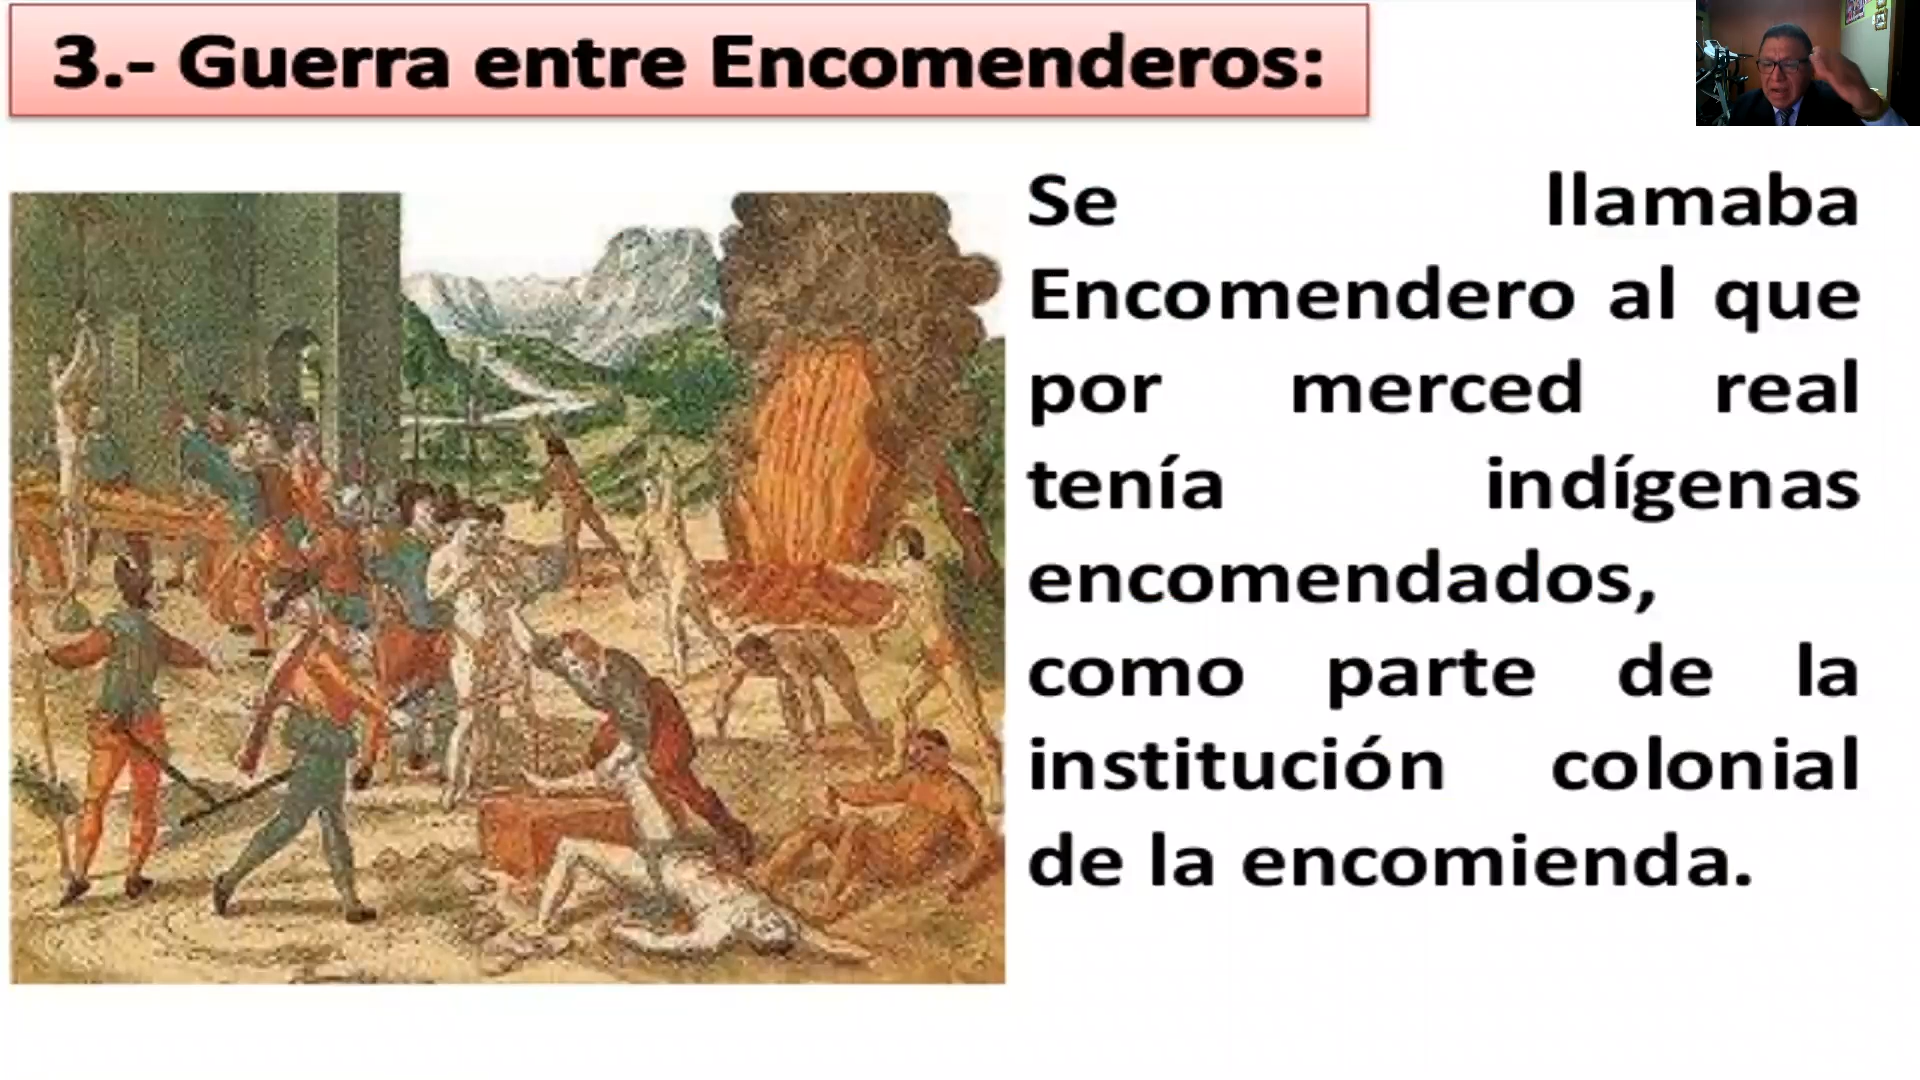 3.- Guerra entre Encomenderos:
Se llamaba
Encomendero al que
por merced real
tenía indígenas
encomendados,
como parte de la
institución colonial
de la encomienda.